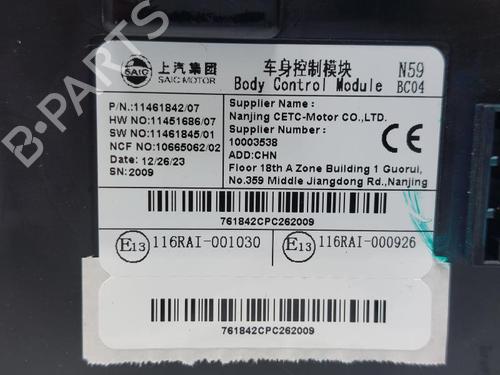 SAIC 上汽集团
SAIC MOTOR
车身控制模块
Body Control Module
N59
BC04
P/N.:11461842/07
HW NO:11451686/07
SW NO:11461845/01
NCF NO:10665062/02
Date: 12/26/23
SN: 2009
Supplier Name:
Nanjing CETC-Motor CO.,LTD.
Supplier Number:
10003538
ADD:CHN
Floor 18th A Zone Building 1 Guorui,
No.359 Middle Jiangdong Rd.,Nanjing
CE
761842CPC262009
E13 116RAI-001030
E13 116RAI-000926
761842CPC262009
B-PARTS